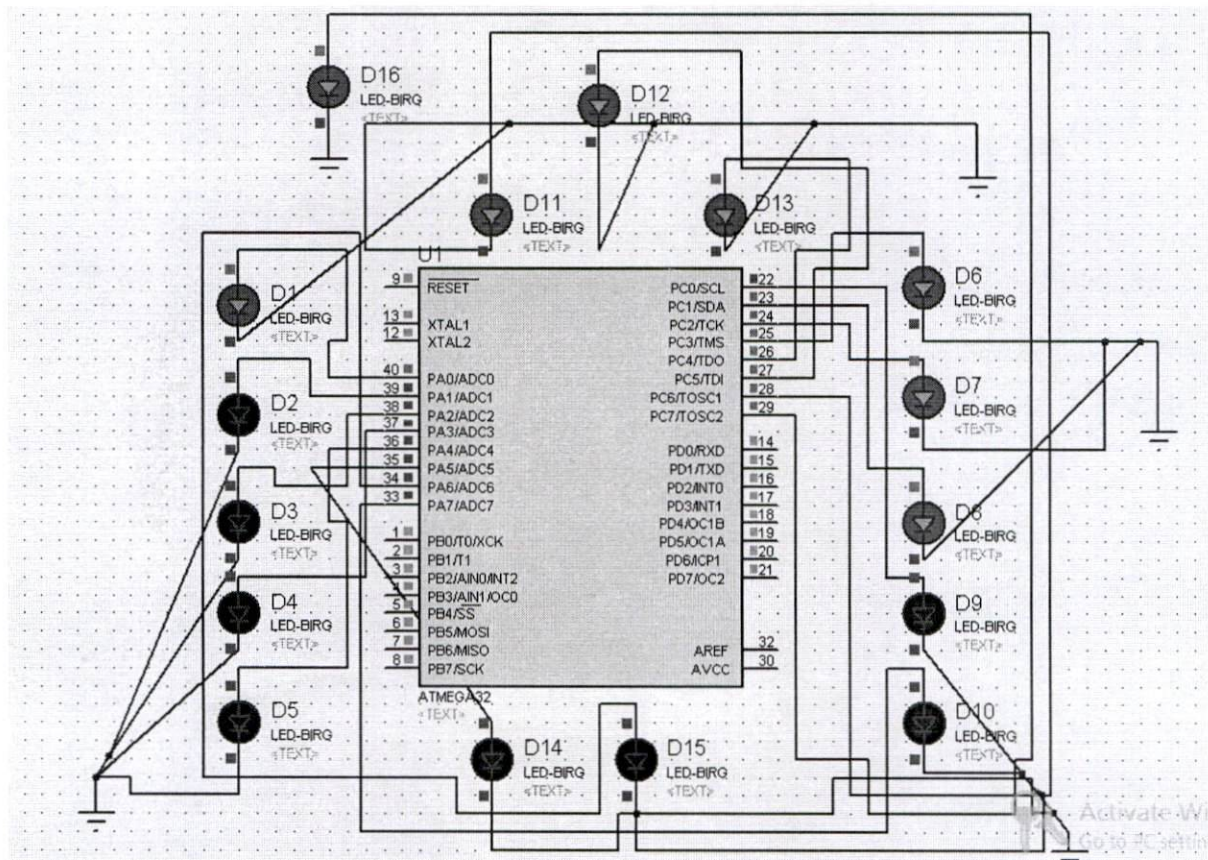 D16
LED-BIRG
<TEXT>
D12
LED-BIRG
<TEXT>
D11
LED-BIRG
<TEXT>
D13
LED-BIRG
<TEXT>
U1
D1
LED-BIRG
<TEXT>
D2
LED-BIRG
<TEXT>
D3
LED-BIRG
<TEXT>
D4
LED-BIRG
<TEXT>
D5
LED-BIRG
<TEXT>
9 RESET
13 XTAL1
12 XTAL2
40 PA0/ADC0
39 PA1/ADC1
38 PA2/ADC2
37 PA3/ADC3
36 PA4/ADC4
35 PA5/ADC5
34 PA6/ADC6
33 PA7/ADC7
1 PB0/T0/XCK
2 PB1/T1
3 PB2/AIN0/INT2
4 PB3/AIN1/OC0
5 PB4/SS
6 PB5/MOSI
7 PB6/MISO
8 PB7/SCK
PC0/SCL 22
PC1/SDA 23
PC2/TCK 24
PC3/TMS 25
PC4/TDO 26
PC5/TDI 27
PC6/TOSC1 28
PC7/TOSC2 29
PD0/RXD 14
PD1/TXD 15
PD2/INT0 16
PD3/INT1 17
PD4/OC1B 18
PD5/OC1A 19
PD6/ICP1 20
PD7/OC2 21
AREF 32
AVCC 30
ATMEGA32
<TEXT>
D6
LED-BIRG
<TEXT>
D7
LED-BIRG
<TEXT>
D8
LED-BIRG
<TEXT>
D9
LED-BIRG
<TEXT>
D10
LED-BIRG
<TEXT>
D14
LED-BIRG
<TEXT>
D15
LED-BIRG
<TEXT>
Activate Wi
Go to PC settin